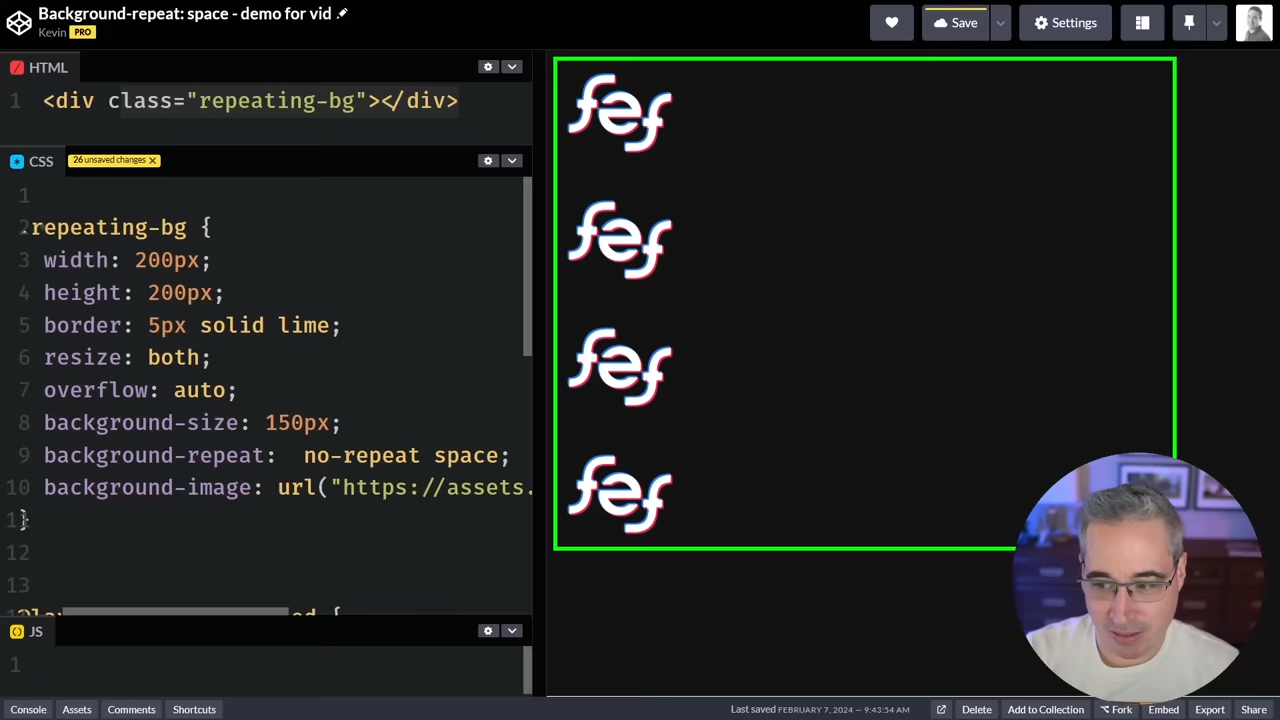 Background-repeat: space - demo for vid
Kevin PRO
Save
Settings
HTML
1 <div class="repeating-bg"></div>
CSS
26 unsaved changes X
1
2 .repeating-bg {
3 width: 200px;
4 height: 200px;
5 border: 5px solid lime;
6 resize: both;
7 overflow: auto;
8 background-size: 150px;
9 background-repeat: no-repeat space;
10 background-image: url("https://assets.
11 }
12
13
JS
1
fef
fef
fef
fef
Console Assets Comments Shortcuts
Last saved FEBRUARY 7, 2024 — 9:43:54 AM
Delete Add to Collection ⌥ Fork Embed Export Share